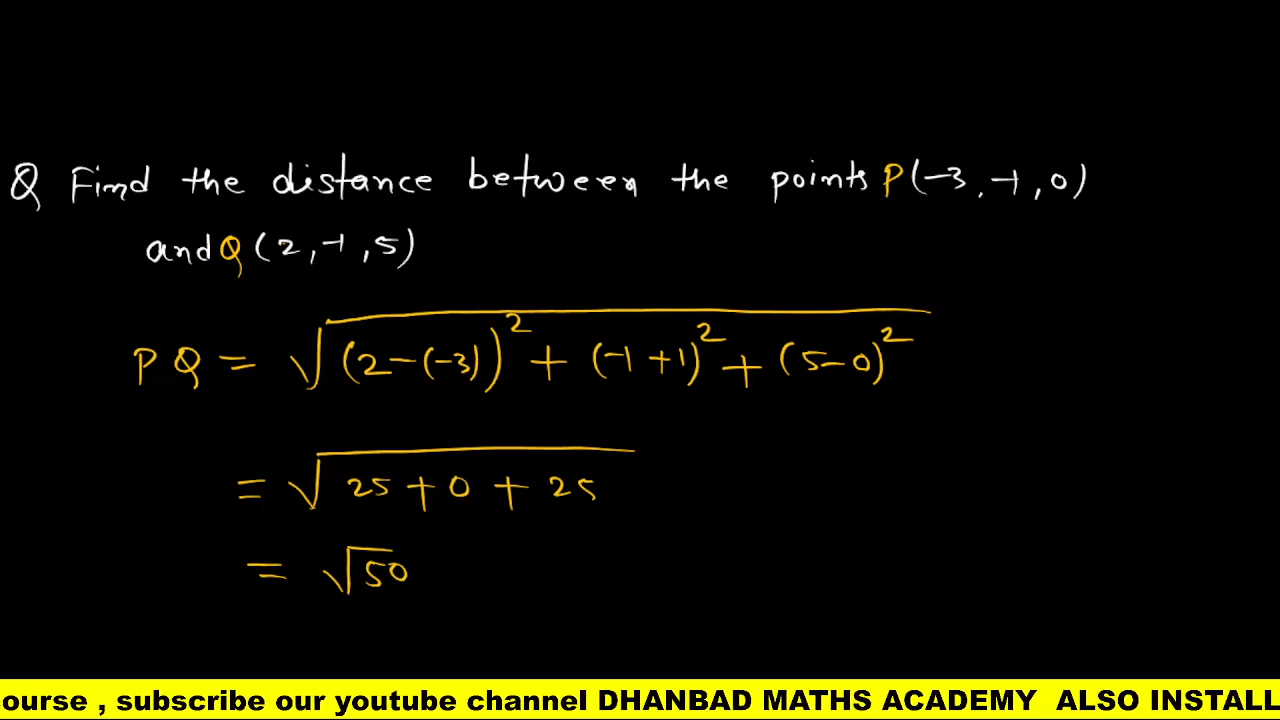 Q Find the distance between the points P(-3, -1, 0)
and Q (2, -1, 5)
PQ = √(2-(-3))² + (-1+1)² + (5-0)²
= √25 + 0 + 25
= √50
ourse , subscribe our youtube channel DHANBAD MATHS ACADEMY ALSO INSTALL